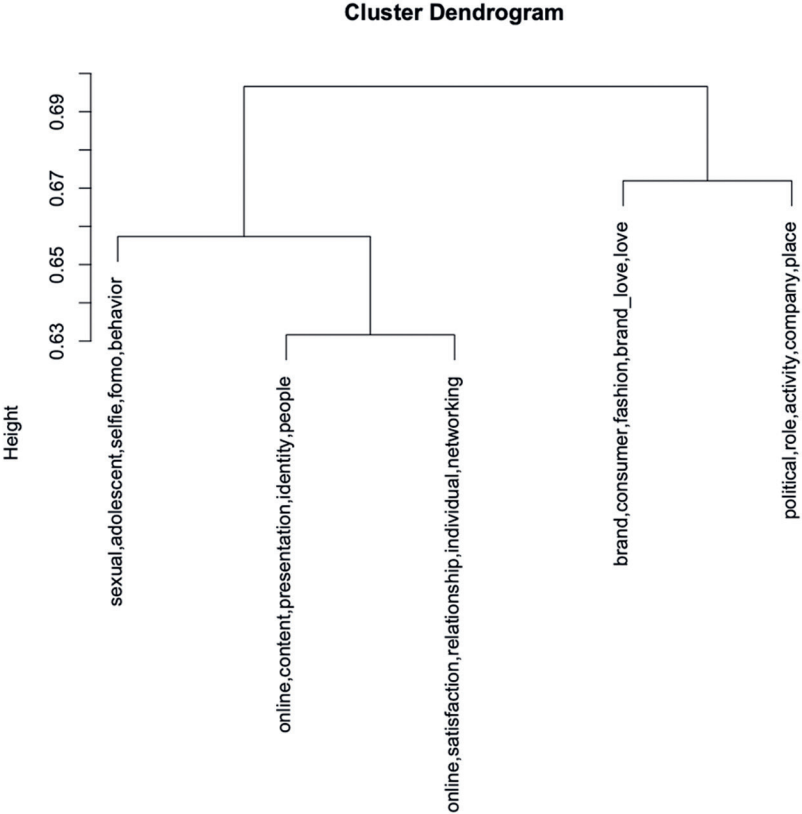 Cluster Dendrogram
Height
0.69
0.67
0.65
0.63
sexual,adolescent,selfie,fomo,behavior
online,content,presentation,identity,people
online,satisfaction,relationship,individual,networking
brand,consumer,fashion,brand_love,love
political,role,activity,company,place